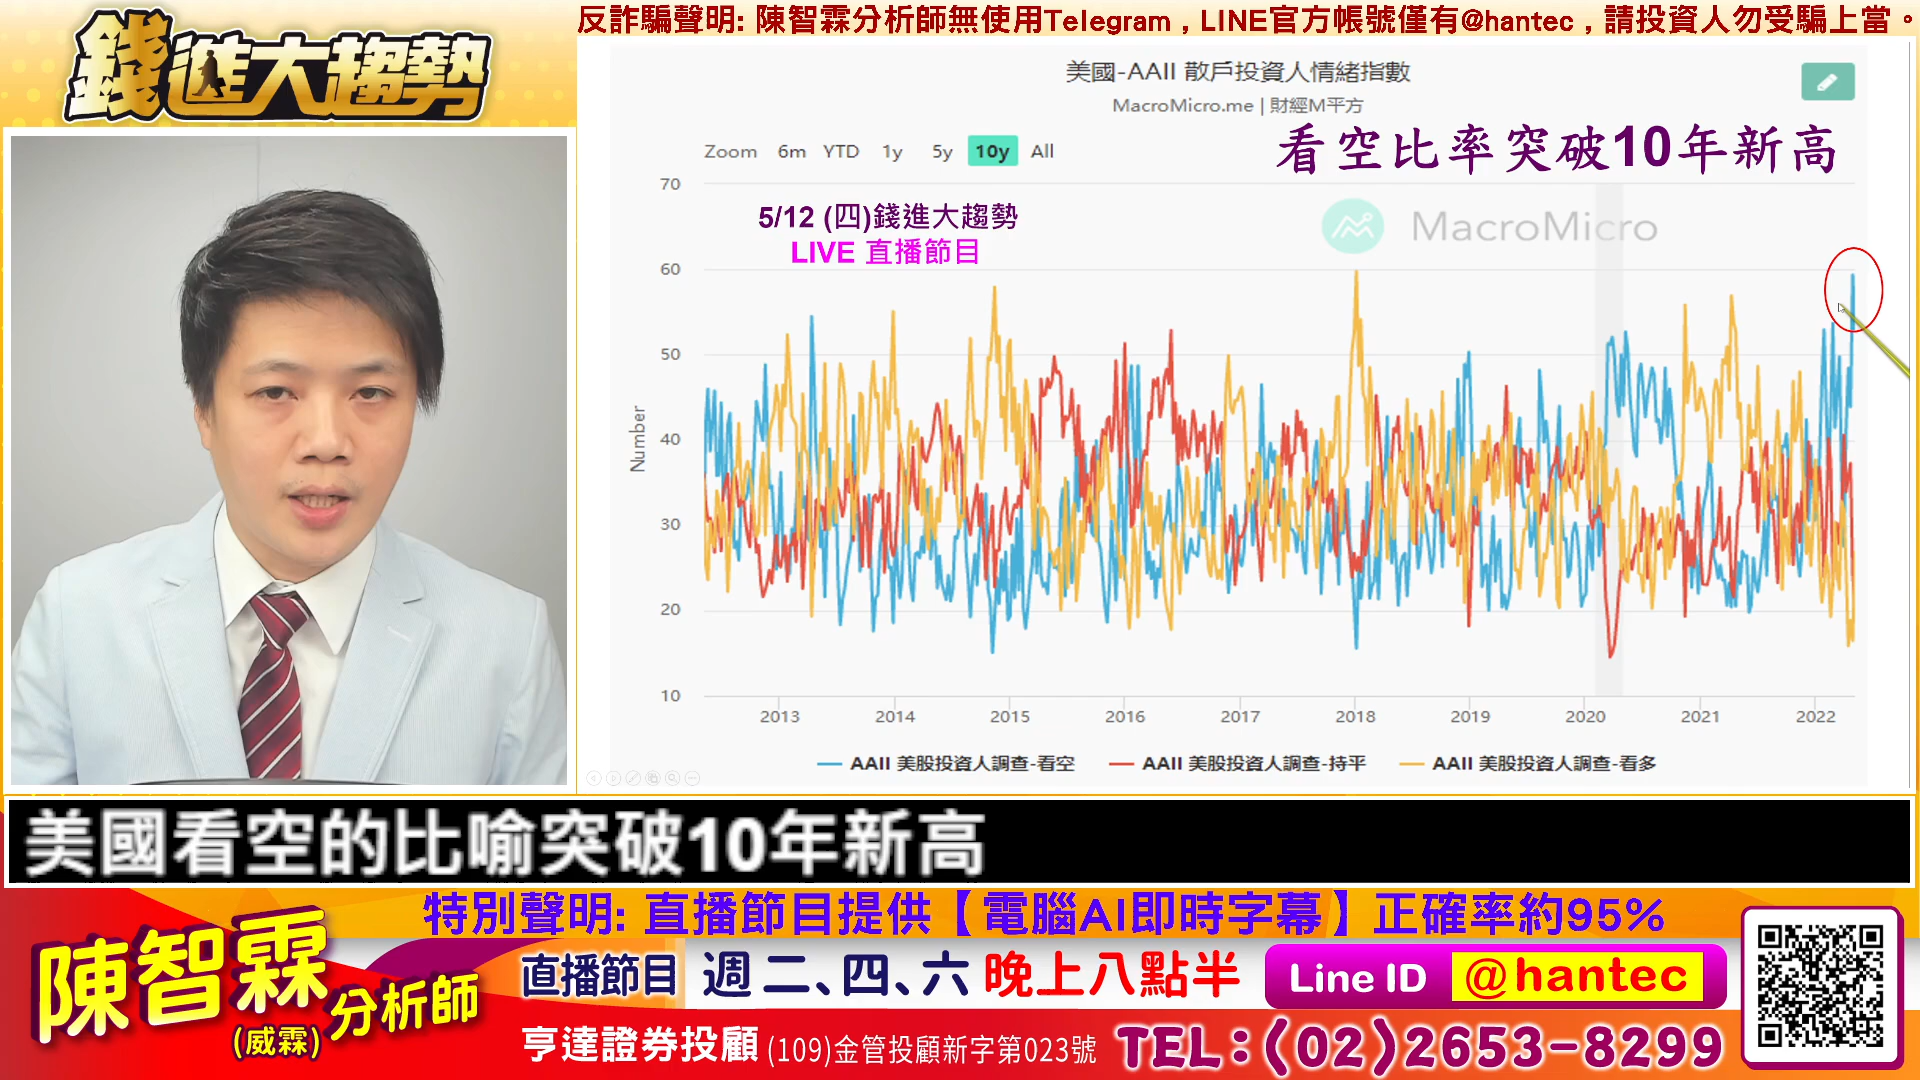 錢進大趨勢
反詐騙聲明: 陳智霖分析師無使用Telegram , LINE官方帳號僅有@hantec , 請投資人勿受騙上當。
美國-AAII 散戶投資人情緒指數
MacroMicro.me | 財經M平方
看空比率突破10年新高
Zoom 6m YTD 1y 5y 10y All
5/12 (四)錢進大趨勢
LIVE 直播節目
MacroMicro
Number
70
60
50
40
30
20
10
2013 2014 2015 2016 2017 2018 2019 2020 2021 2022
AAII 美股投資人調查-看空 AAII 美股投資人調查-持平 AAII 美股投資人調查-看多
美國看空的比喻突破10年新高
特別聲明: 直播節目提供【電腦AI即時字幕】正確率約95%
陳智霖分析師
(威霖)
直播節目 週二、四、六 晚上八點半
Line ID @hantec
亨達證券投顧 (109)金管投顧新字第023號 TEL:(02)2653-8299